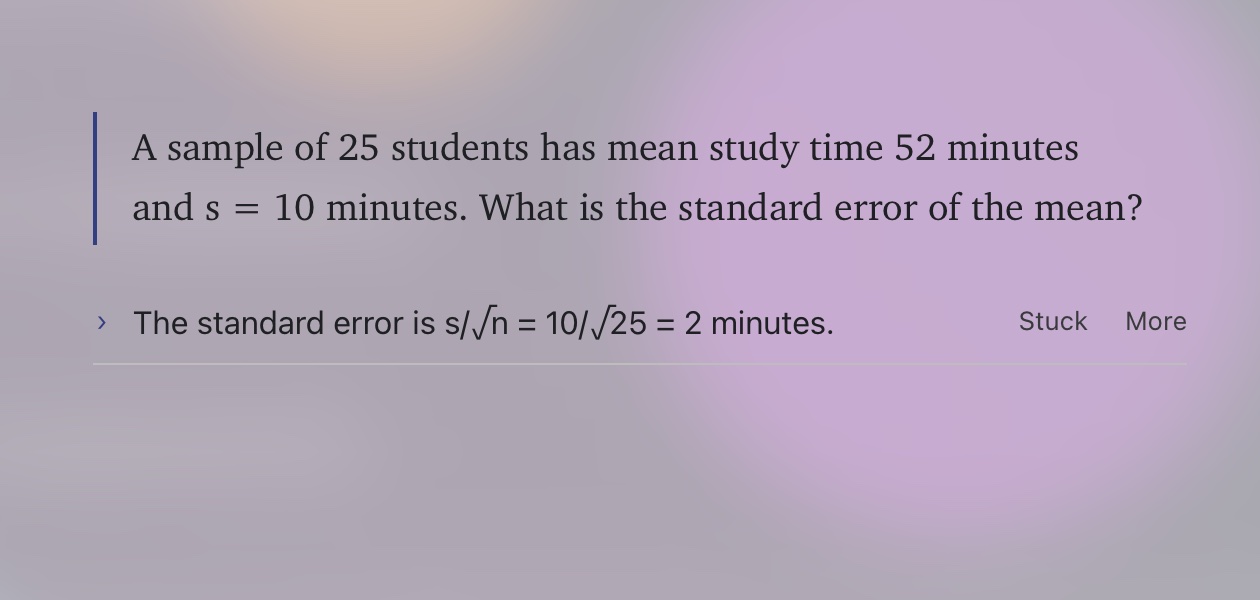 A sample of 25 students has mean study time 52 minutes
and s = 10 minutes. What is the standard error of the mean?
› The standard error is s/√n = 10/√25 = 2 minutes. Stuck More